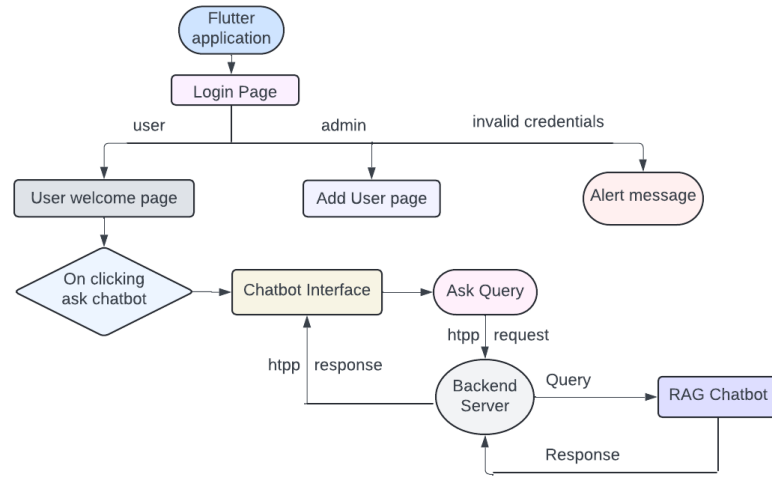 Flutter
application
Login Page
user
admin
invalid credentials
User welcome page
Add User page
Alert message
On clicking
ask chatbot
Chatbot Interface
Ask Query
htpp request
htpp response
Backend
Server
Query
RAG Chatbot
Response